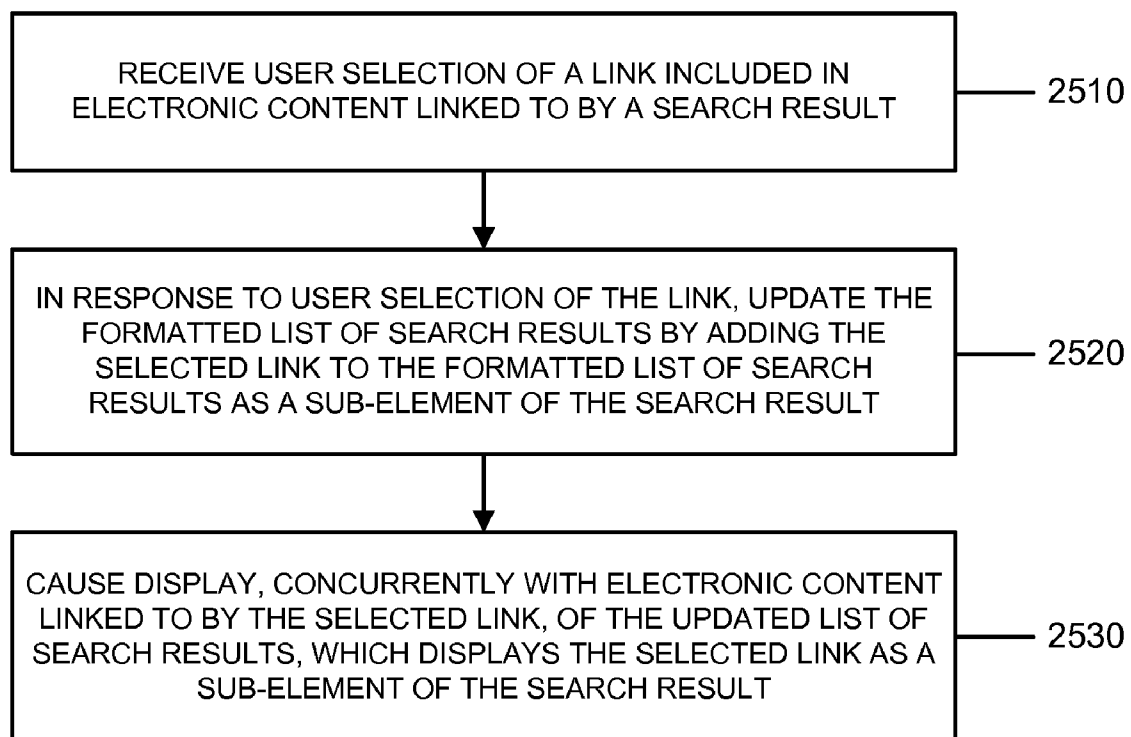 RECEIVE USER SELECTION OF A LINK INCLUDED IN
ELECTRONIC CONTENT LINKED TO BY A SEARCH RESULT
2510
IN RESPONSE TO USER SELECTION OF THE LINK, UPDATE THE
FORMATTED LIST OF SEARCH RESULTS BY ADDING THE
SELECTED LINK TO THE FORMATTED LIST OF SEARCH
RESULTS AS A SUB-ELEMENT OF THE SEARCH RESULT
2520
CAUSE DISPLAY, CONCURRENTLY WITH ELECTRONIC CONTENT
LINKED TO BY THE SELECTED LINK, OF THE UPDATED LIST OF
SEARCH RESULTS, WHICH DISPLAYS THE SELECTED LINK AS A
SUB-ELEMENT OF THE SEARCH RESULT
2530